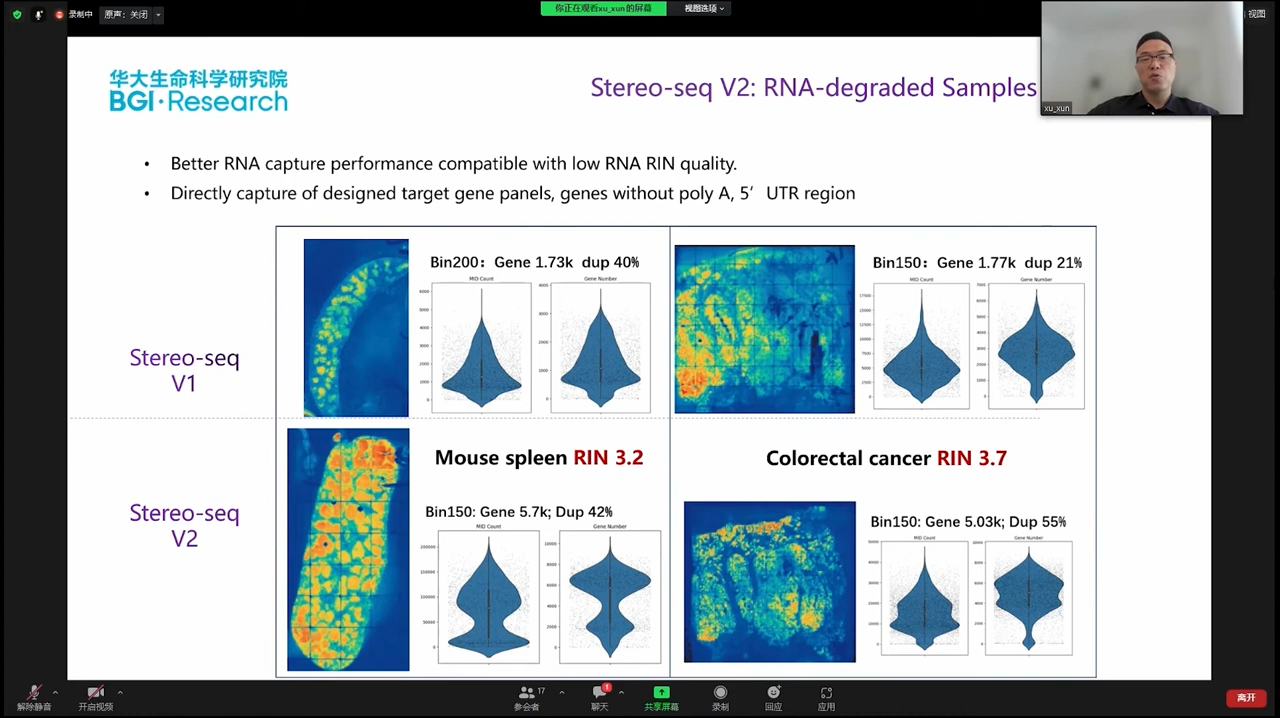 录制中
原声：关闭
你正在观看xu_xun的屏幕
视图选项
视图
华大生命科学研究院
BGI·Research
Stereo-seq V2: RNA-degraded Samples
xu_xun
• Better RNA capture performance compatible with low RNA RIN quality.
• Directly capture of designed target gene panels, genes without poly A, 5' UTR region
Stereo-seq
V1
Bin200：Gene 1.73k dup 40%
MID Count
Gene Number
Bin150：Gene 1.77k dup 21%
MID Count
Gene Number
Mouse spleen RIN 3.2
Colorectal cancer RIN 3.7
Stereo-seq
V2
Bin150: Gene 5.7k; Dup 42%
MID Count
Gene Number
Bin150: Gene 5.03k; Dup 55%
MID Count
Gene Number
解除静音
开启视频
17
参会者
1
聊天
共享屏幕
录制
回应
应用
离开